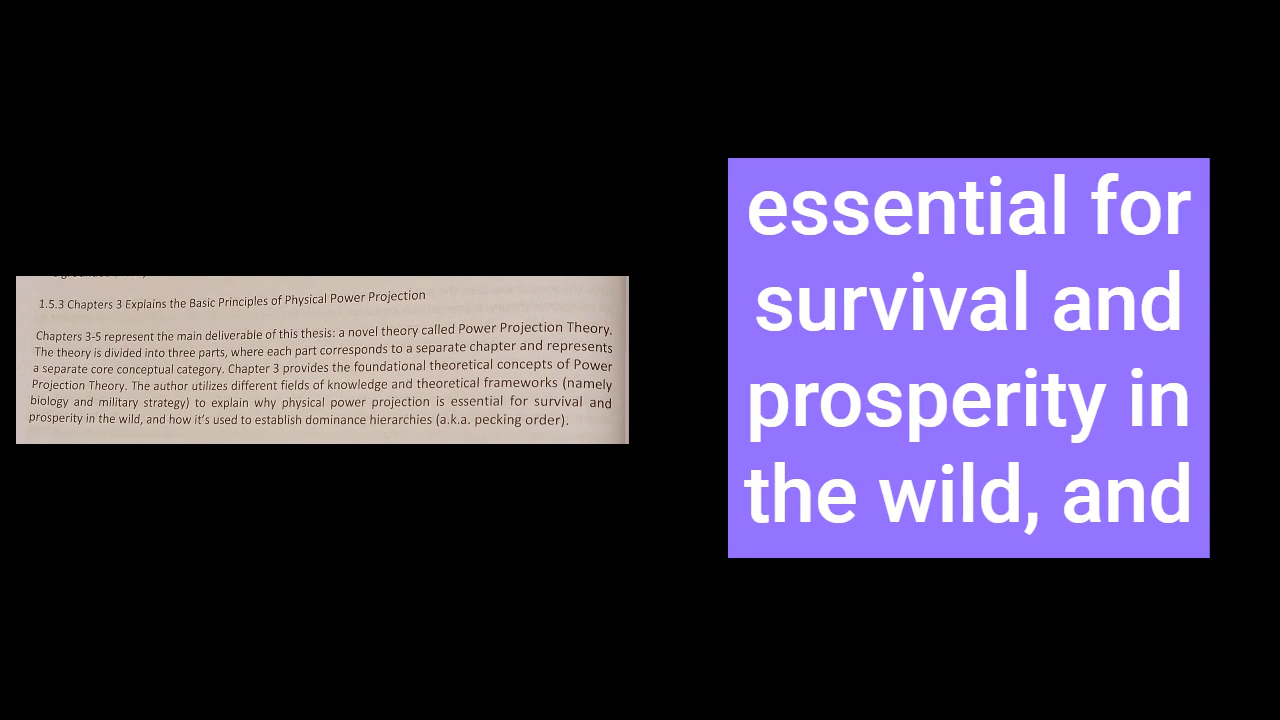 1.5.3 Chapters 3 Explains the Basic Principles of Physical Power Projection
Chapters 3-5 represent the main deliverable of this thesis: a novel theory called Power Projection Theory.
The theory is divided into three parts, where each part corresponds to a separate chapter and represents
a separate core conceptual category. Chapter 3 provides the foundational theoretical concepts of Power
Projection Theory. The author utilizes different fields of knowledge and theoretical frameworks (namely
biology and military strategy) to explain why physical power projection is essential for survival and
prosperity in the wild, and how it's used to establish dominance hierarchies (a.k.a. pecking order).
essential for
survival and
prosperity in
the wild, and